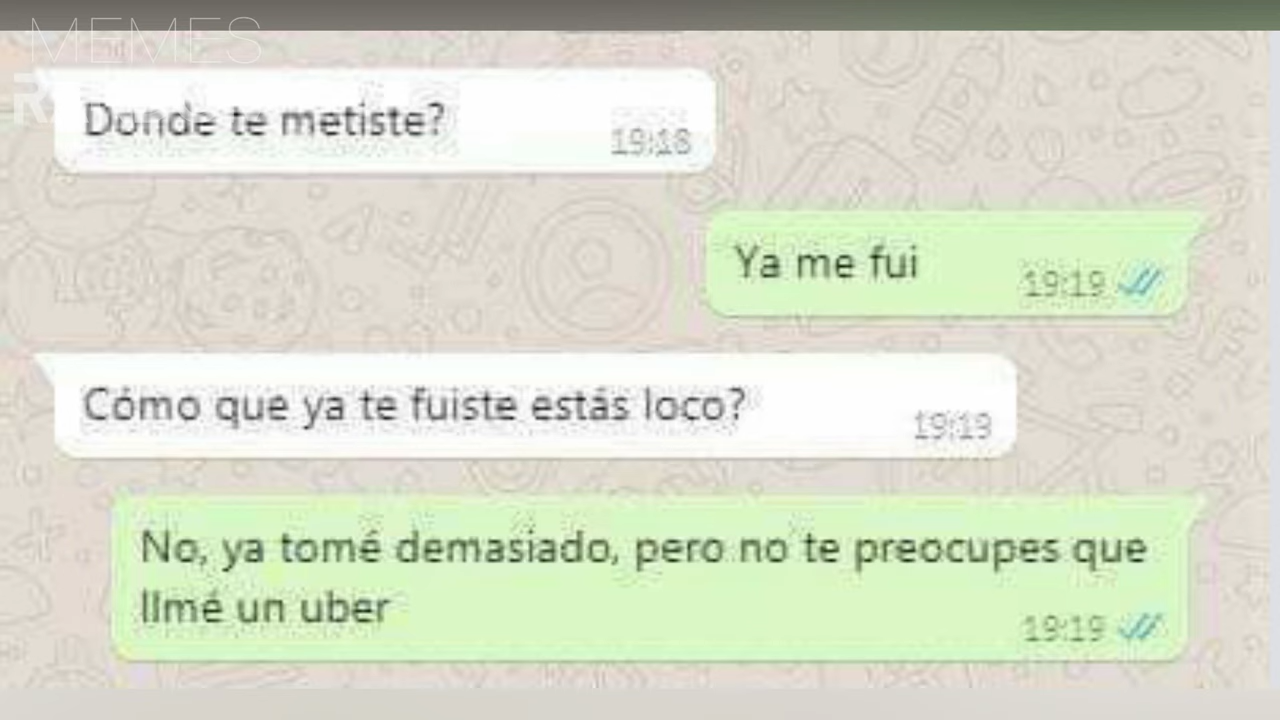 MEMES
R
Donde te metiste?
19:18
Ya me fui
19:19
Cómo que ya te fuiste estás loco?
19:19
No, ya tomé demasiado, pero no te preocupes que
llmé un uber
19:19